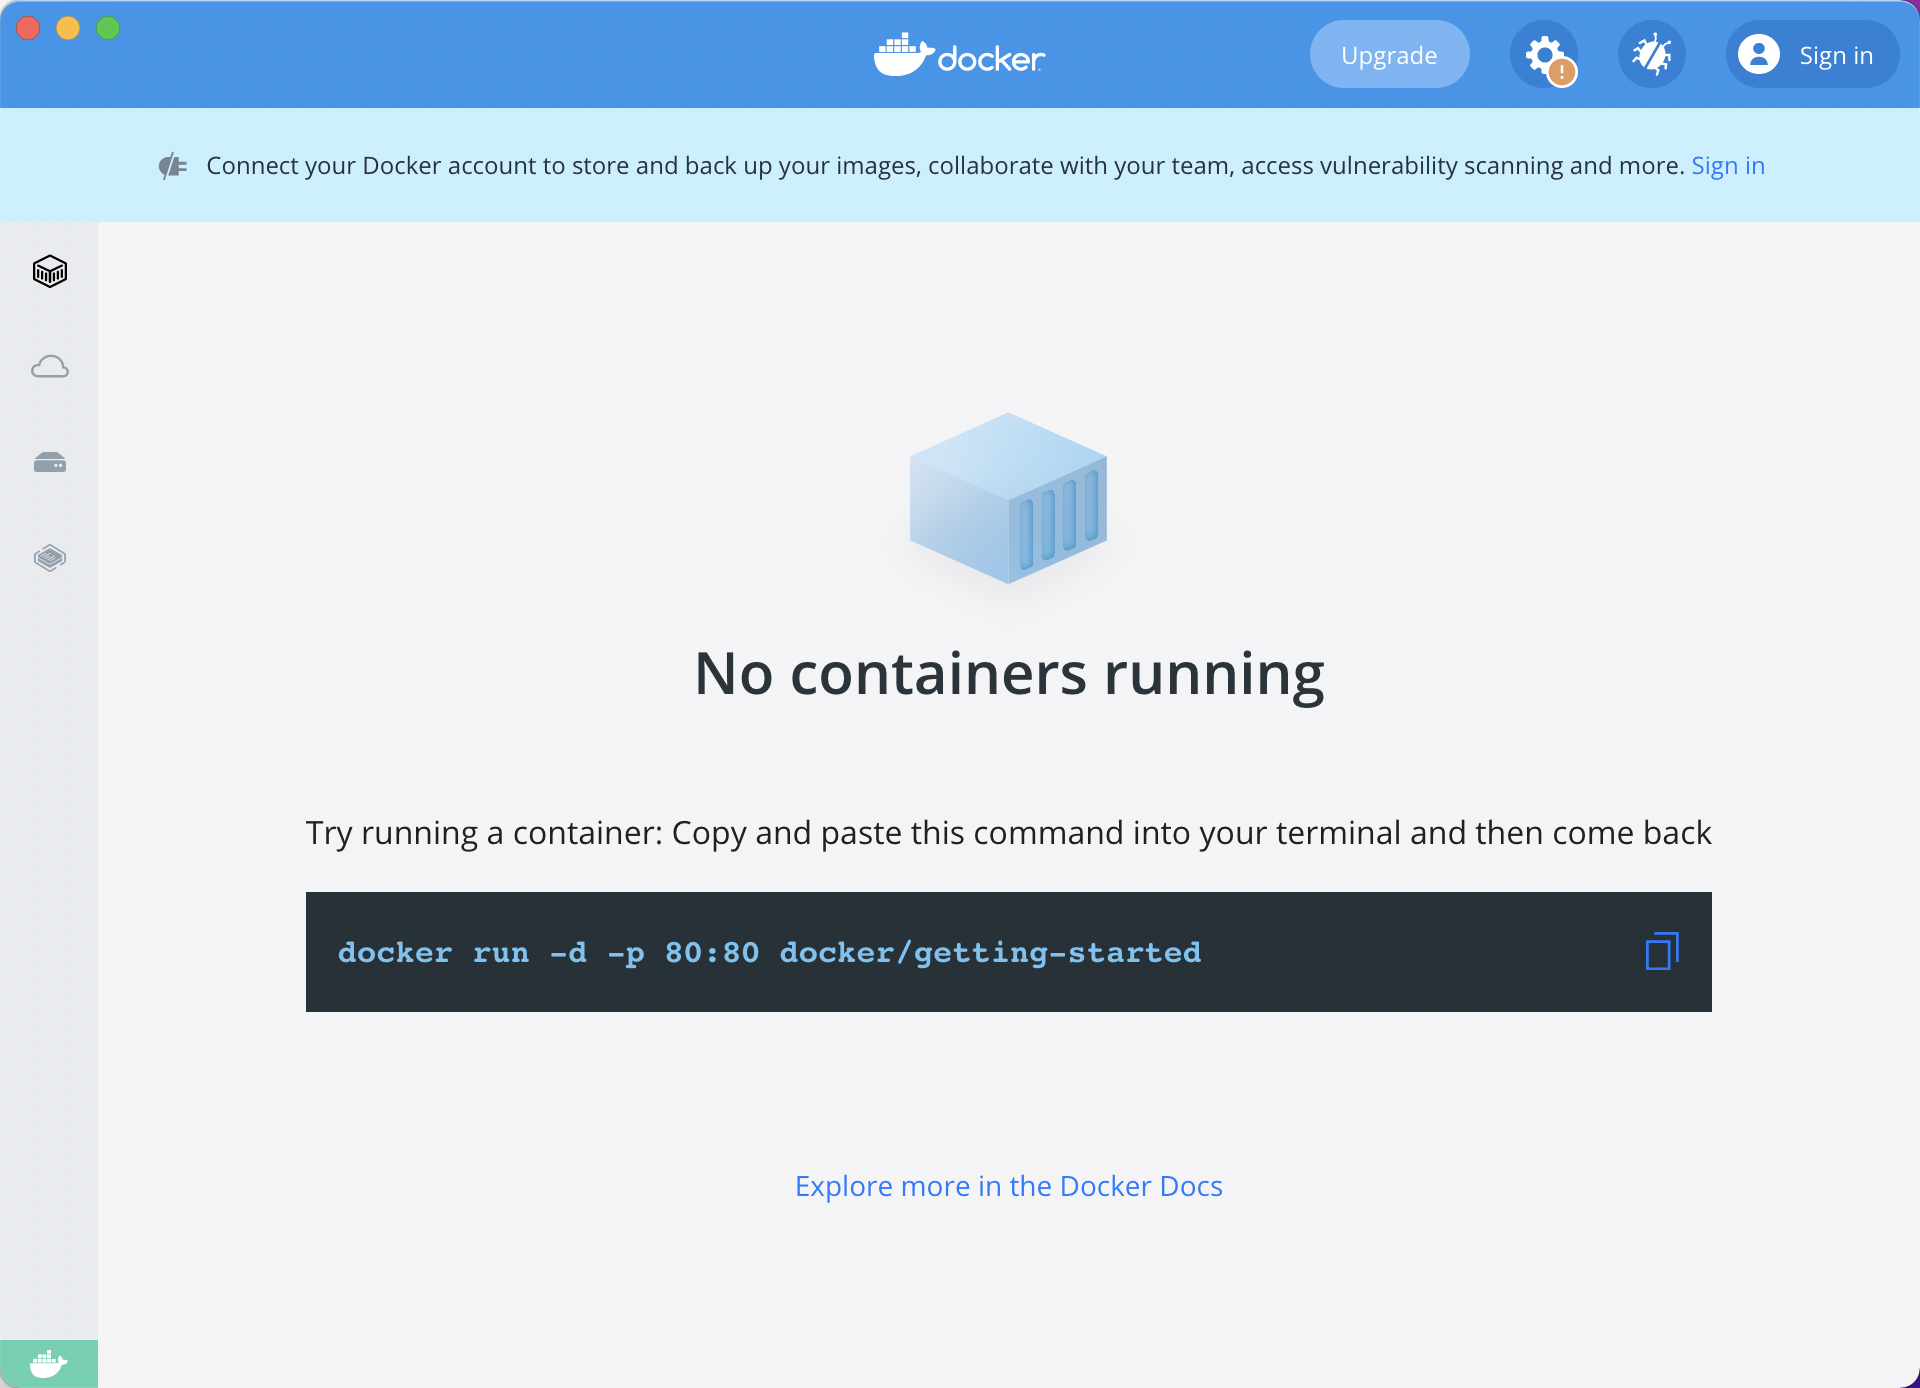 docker
Upgrade
Sign in
Connect your Docker account to store and back up your images, collaborate with your team, access vulnerability scanning and more. Sign in
No containers running
Try running a container: Copy and paste this command into your terminal and then come back
docker run -d -p 80:80 docker/getting-started
Explore more in the Docker Docs